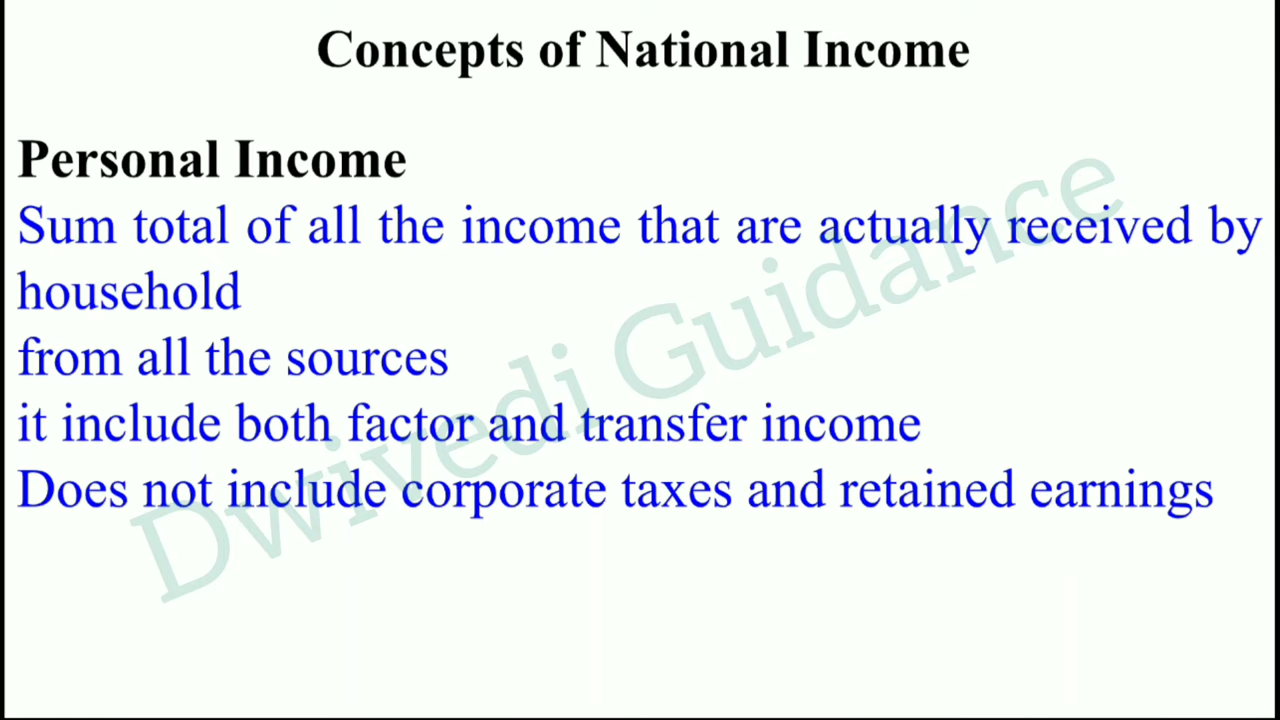 Concepts of National Income
Personal Income
Sum total of all the income that are actually received by
household
from all the sources
it include both factor and transfer income
Does not include corporate taxes and retained earnings
Dwivedi Guidance